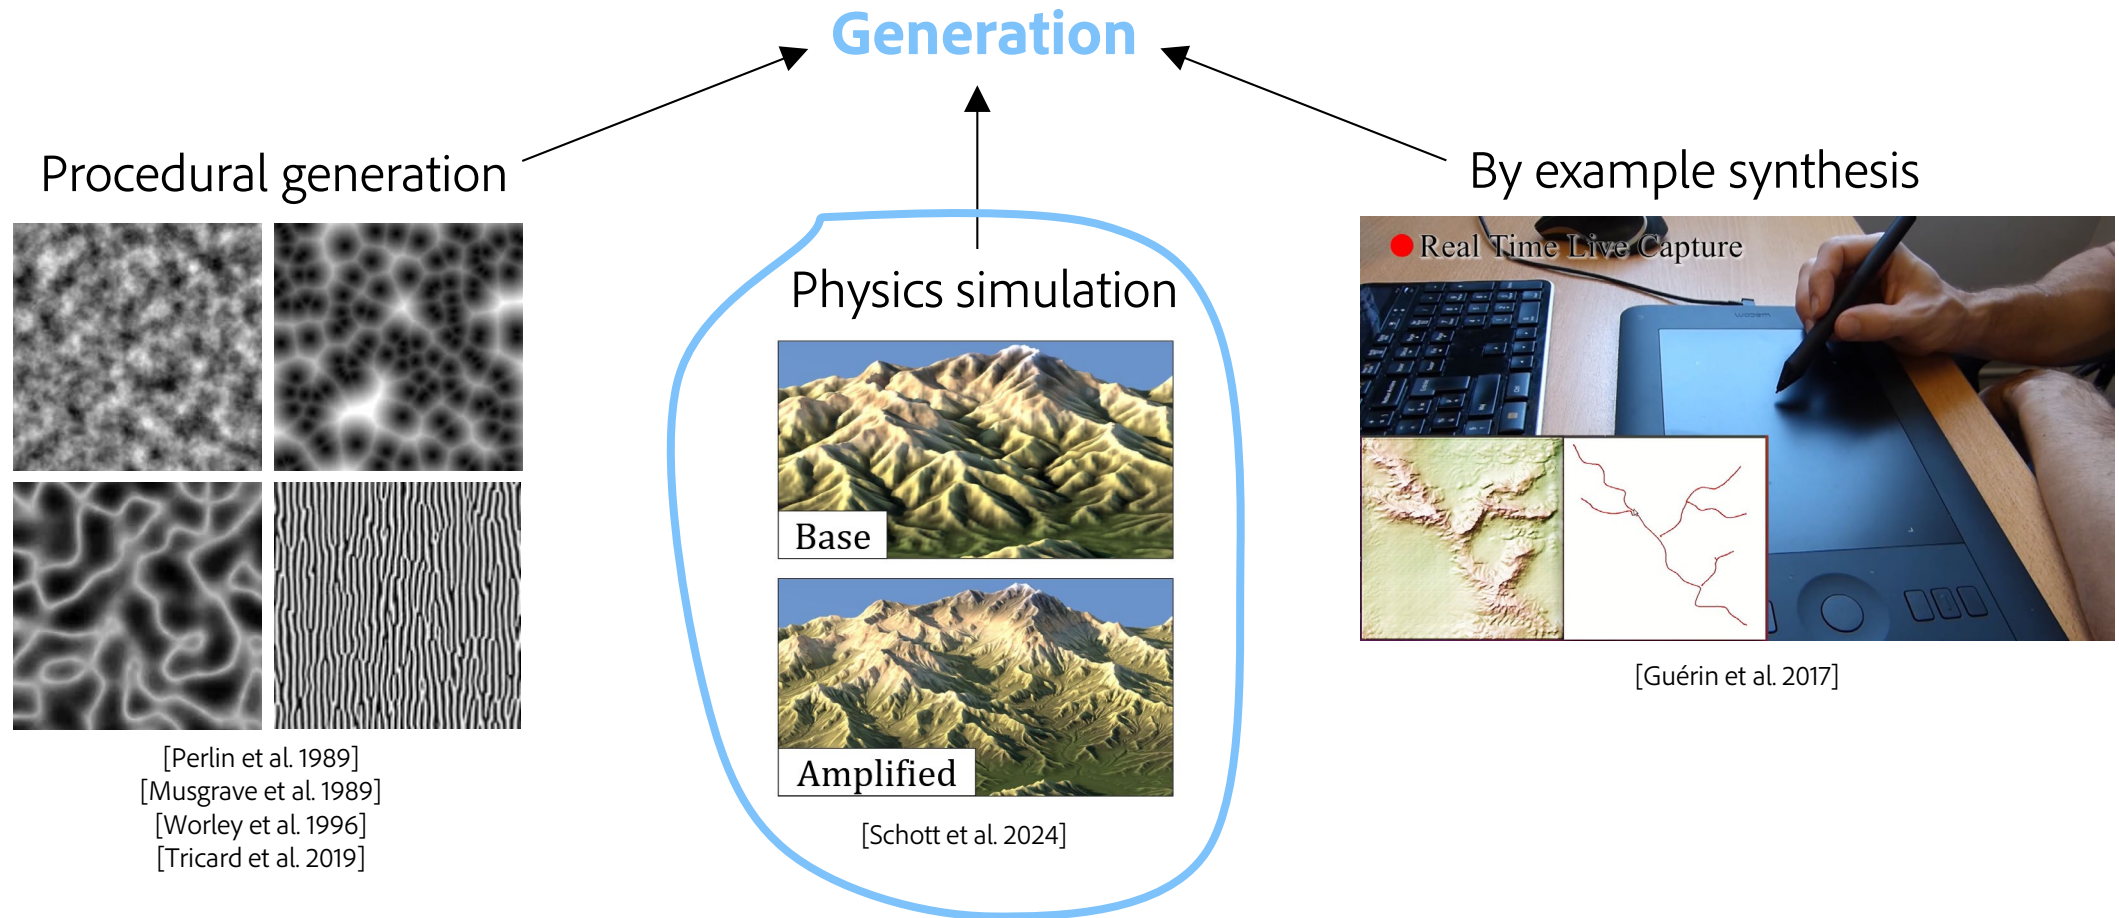 Generation
Procedural generation
Physics simulation
By example synthesis
Real Time Live Capture
wacom
Base
Amplified
[Perlin et al. 1989]
[Musgrave et al. 1989]
[Worley et al. 1996]
[Tricard et al. 2019]
[Schott et al. 2024]
[Guérin et al. 2017]